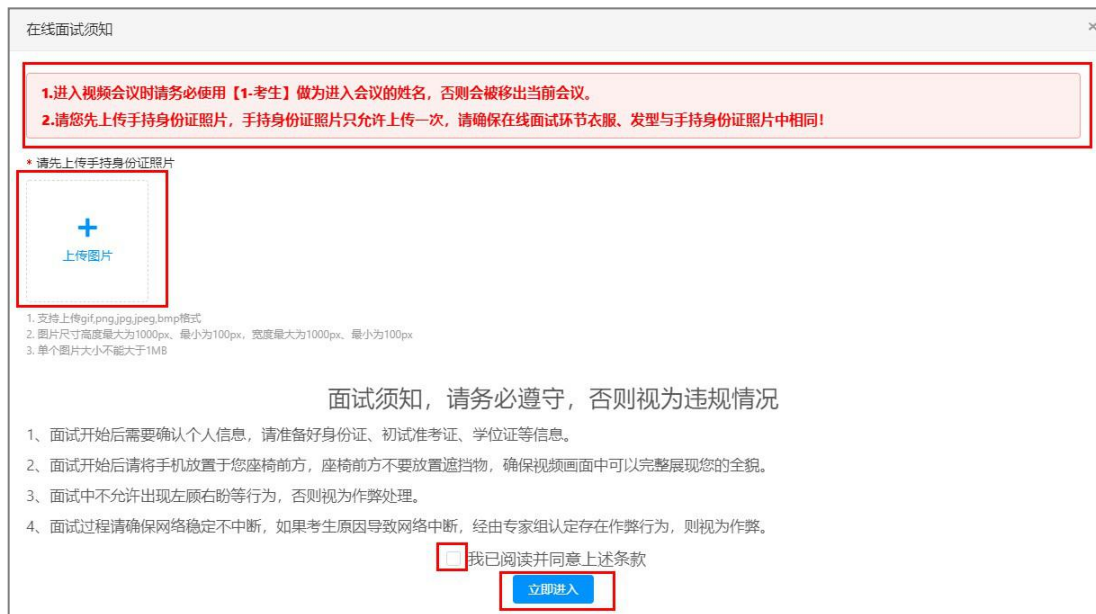 在线面试须知
×
1.进入视频会议时请务必使用【1-考生】做为进入会议的姓名，否则会被移出当前会议。
2.请您先上传手持身份证照片，手持身份证照片只允许上传一次，请确保在线面试环节衣服、发型与手持身份证照片中相同！
* 请先上传手持身份证照片
+
上传图片
1. 支持上传gif,png,jpg,jpeg,bmp格式
2. 图片尺寸高度最大为1000px、最小为100px，宽度最大为1000px、最小为100px
3. 单个图片大小不能大于1MB
面试须知，请务必遵守，否则视为违规情况
1、面试开始后需要确认个人信息，请准备好身份证、初试准考证、学位证等信息。
2、面试开始后请将手机放置于您座椅前方，座椅前方不要放置遮挡物，确保视频画面中可以完整展现您的全貌。
3、面试中不允许出现左顾右盼等行为，否则视为作弊处理。
4、面试过程请确保网络稳定不中断，如果考生原因导致网络中断，经由专家组认定存在作弊行为，则视为作弊。
我已阅读并同意上述条款
立即进入